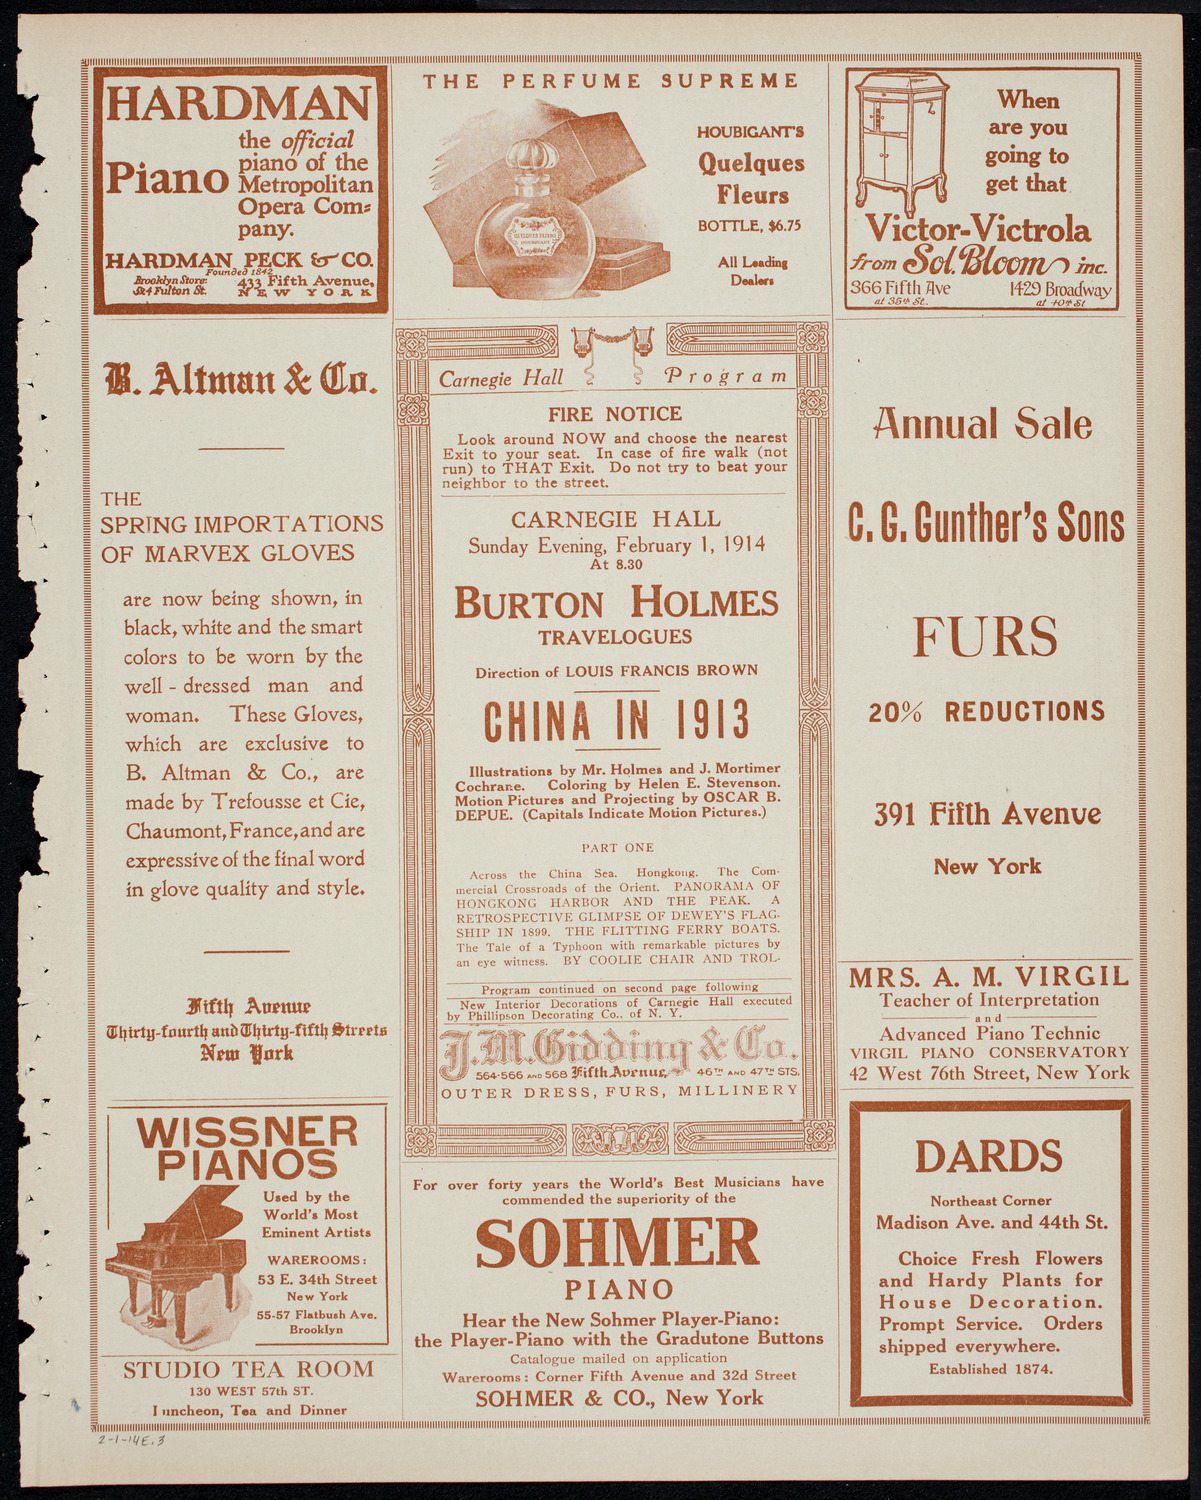 HARDMAN
Piano
the official
piano of the
Metropolitan
Opera Com=
pany.
HARDMAN, PECK & CO.
Founded 1842
Brooklyn Store:
524 Fulton St.
433 Fifth Avenue,
NEW YORK
THE PERFUME SUPREME
HOUBIGANT'S
Quelques
Fleurs
BOTTLE, $6.75
All Leading
Dealers
When
are you
going to
get that
Victor-Victrola
from Sol. Bloom inc.
366 Fifth Ave
at 35th St.
1429 Broadway
at 40th St
B. Altman & Co.
THE
SPRING IMPORTATIONS
OF MARVEX GLOVES
are now being shown, in
black, white and the smart
colors to be worn by the
well-dressed man and
woman. These Gloves,
which are exclusive to
B. Altman & Co., are
made by Trefousse et Cie,
Chaumont, France, and are
expressive of the final word
in glove quality and style.
Fifth Avenue
Thirty-fourth and Thirty-fifth Streets
New York
WISSNER
PIANOS
Used by the
World's Most
Eminent Artists
WAREROOMS:
53 E. 34th Street
New York
55-57 Flatbush Ave.
Brooklyn
STUDIO TEA ROOM
130 WEST 57th ST.
Luncheon, Tea and Dinner
Carnegie Hall Program
FIRE NOTICE
Look around NOW and choose the nearest
Exit to your seat. In case of fire walk (not
run) to THAT Exit. Do not try to beat your
neighbor to the street.
CARNEGIE HALL
Sunday Evening, February 1, 1914
At 8.30
BURTON HOLMES
TRAVELOGUES
Direction of LOUIS FRANCIS BROWN
CHINA IN 1913
Illustrations by Mr. Holmes and J. Mortimer
Cochrane. Coloring by Helen E. Stevenson.
Motion Pictures and Projecting by OSCAR B.
DEPUE. (Capitals Indicate Motion Pictures.)
PART ONE
Across the China Sea. Hongkong. The Com-
mercial Crossroads of the Orient. PANORAMA OF
HONGKONG HARBOR AND THE PEAK. A
RETROSPECTIVE GLIMPSE OF DEWEY'S FLAG-
SHIP IN 1899. THE FLITTING FERRY BOATS.
The Tale of a Typhoon with remarkable pictures by
an eye witness. BY COOLIE CHAIR AND TROL-
Program continued on second page following
New Interior Decorations of Carnegie Hall executed
by Phillipson Decorating Co., of N. Y.
J. M. Gidding & Co.
564-566 AND 568 Fifth Avenue, 46TH AND 47TH STS.
OUTER DRESS, FURS, MILLINERY
For over forty years the World's Best Musicians have
commended the superiority of the
SOHMER
PIANO
Hear the New Sohmer Player-Piano:
the Player-Piano with the Gradutone Buttons
Catalogue mailed on application
Warerooms: Corner Fifth Avenue and 32d Street
SOHMER & CO., New York
Annual Sale
C. G. Gunther's Sons
FURS
20% REDUCTIONS
391 Fifth Avenue
New York
MRS. A. M. VIRGIL
Teacher of Interpretation
and
Advanced Piano Technic
VIRGIL PIANO CONSERVATORY
42 West 76th Street, New York
DARDS
Northeast Corner
Madison Ave. and 44th St.
Choice Fresh Flowers
and Hardy Plants for
House Decoration.
Prompt Service. Orders
shipped everywhere.
Established 1874.
2-1-14E.3